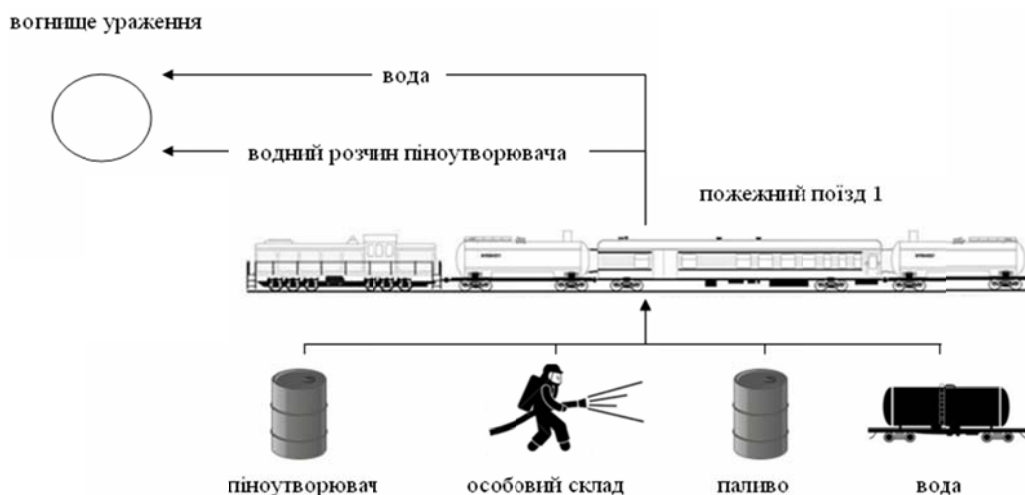 вогнище ураження
вода
водний розчин піноутворювача
пожежний поїзд 1
піноутворювач
особовий склад
паливо
вода